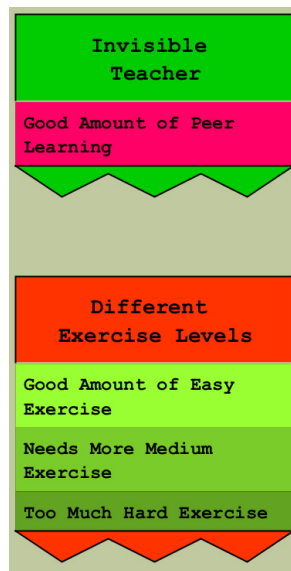 Invisible
Teacher
Good Amount of Peer
Learning
Different
Exercise Levels
Good Amount of Easy
Exercise
Needs More Medium
Exercise
Too Much Hard Exercise